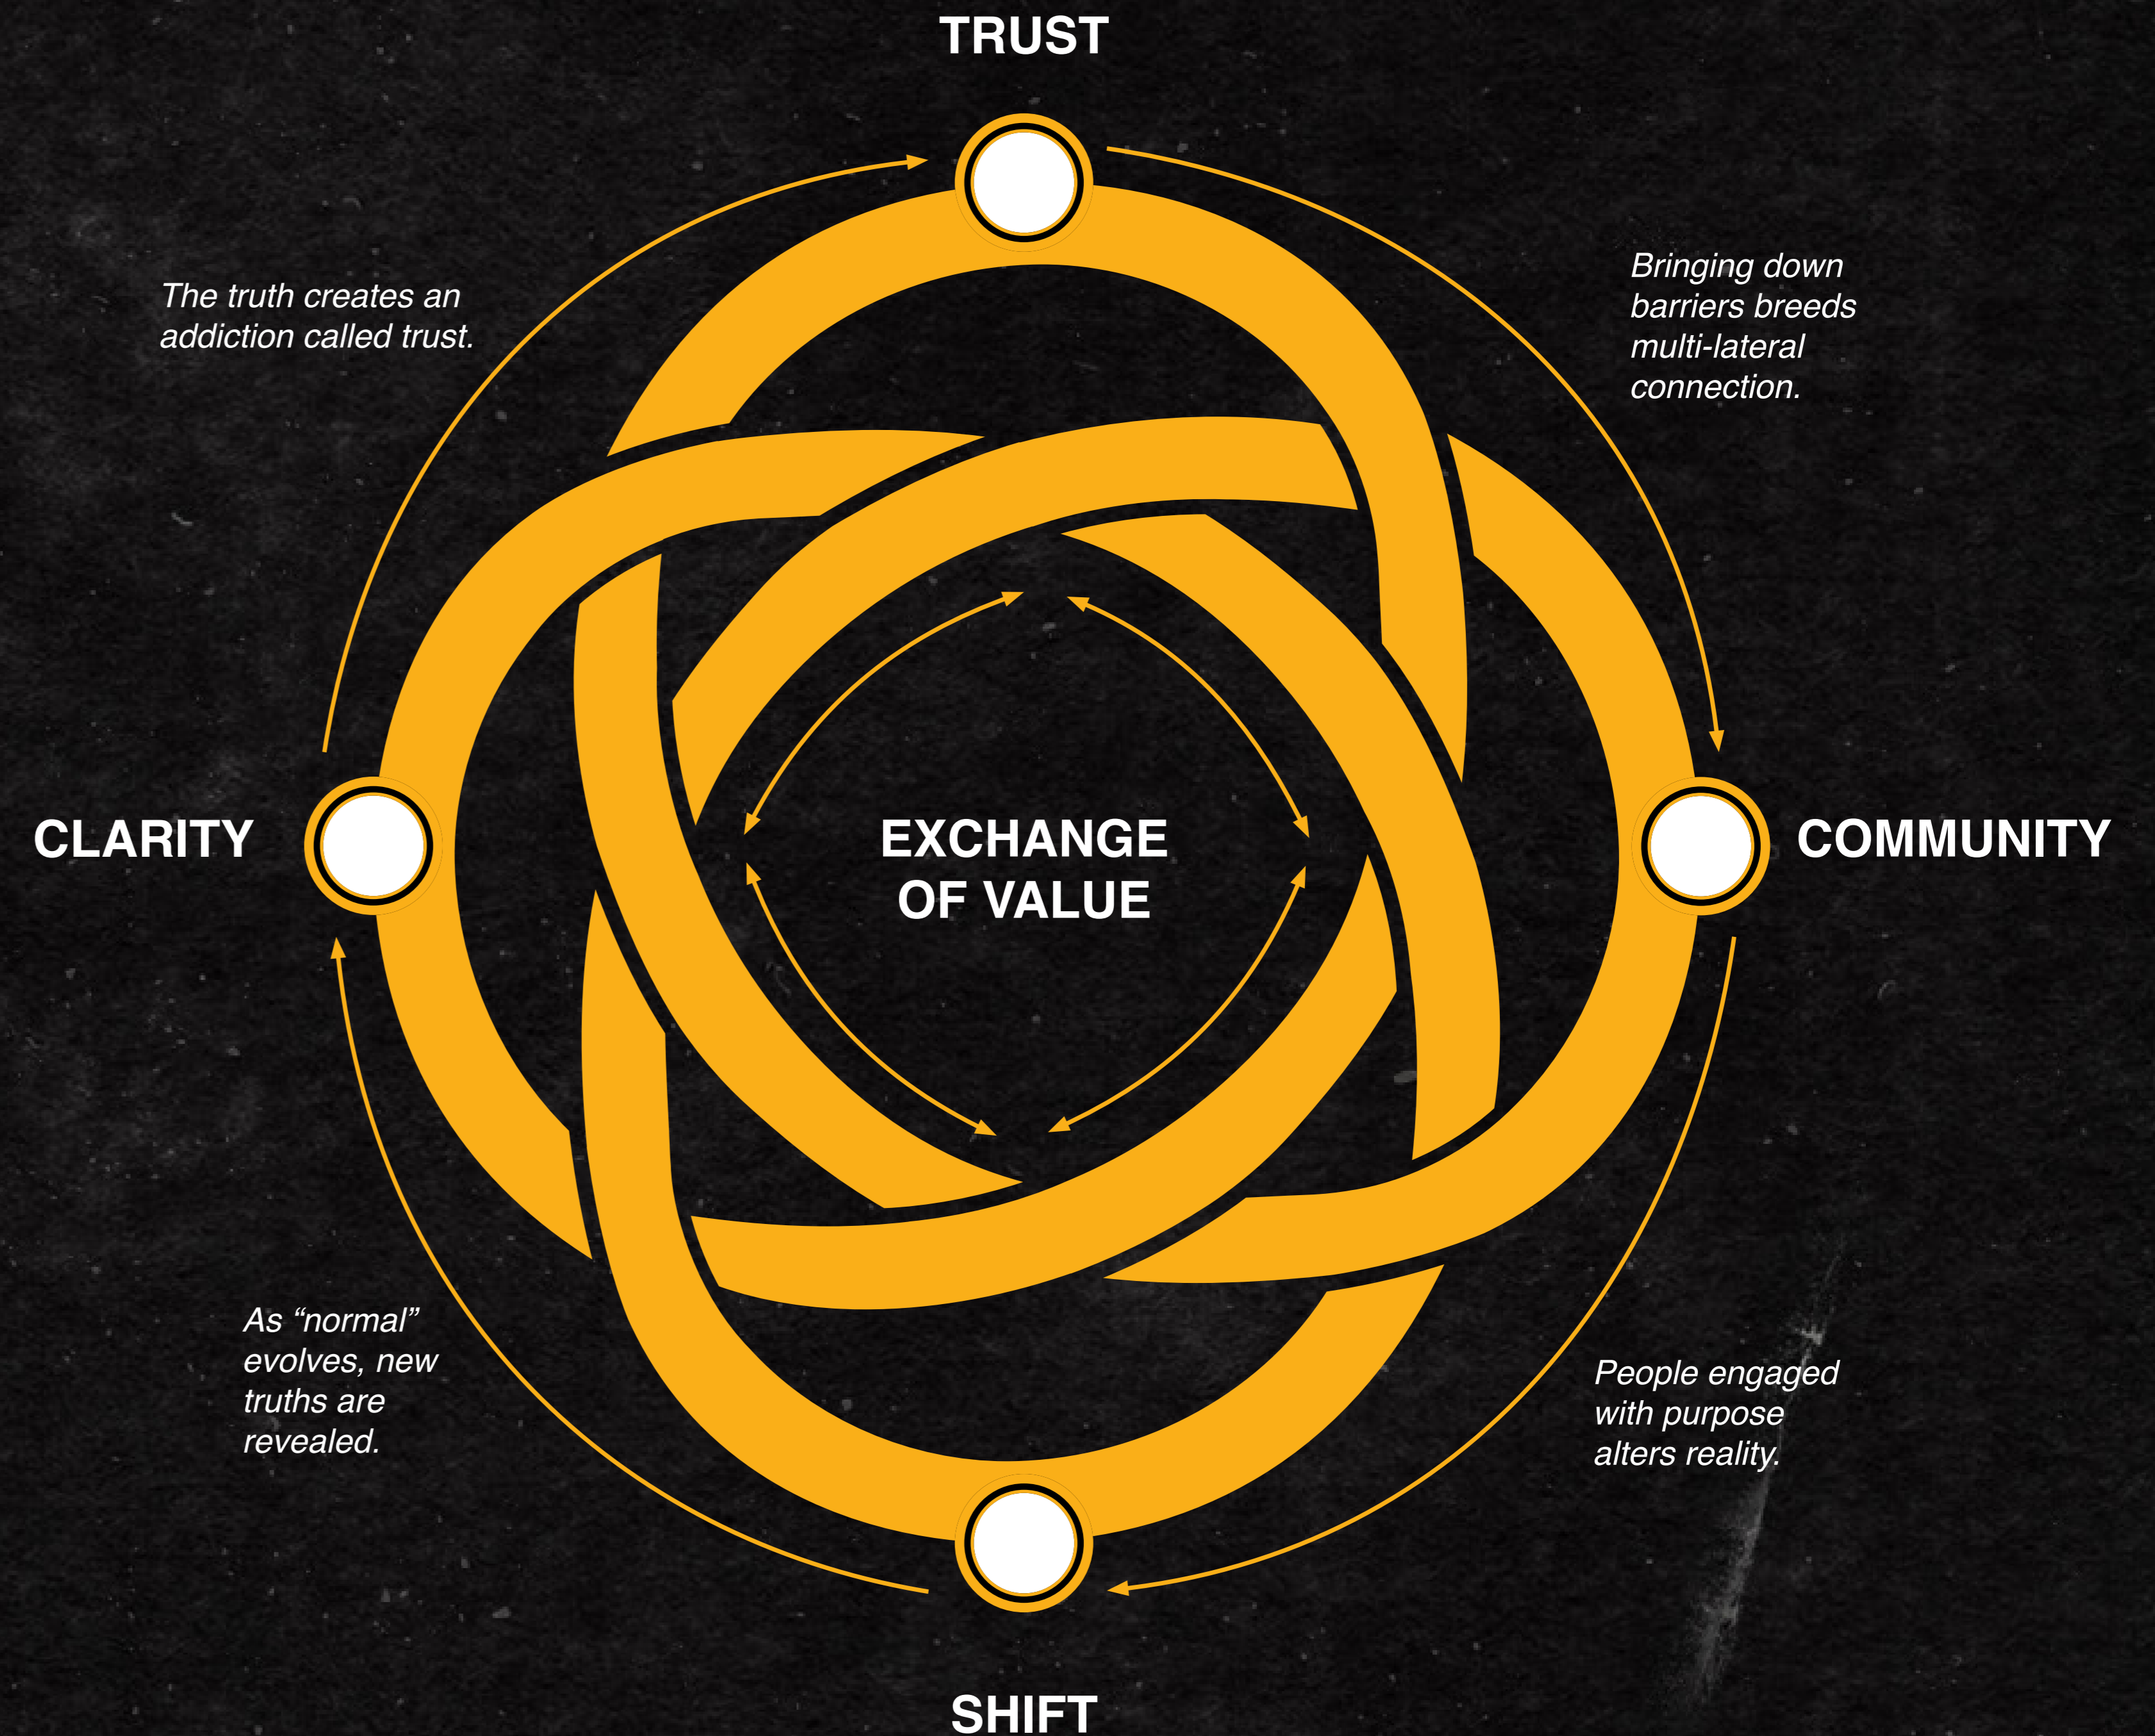 TRUST
The truth creates an
addiction called trust.
Bringing down
barriers breeds
multi-lateral
connection.
CLARITY
EXCHANGE
OF VALUE
COMMUNITY
As “normal”
evolves, new
truths are
revealed.
People engaged
with purpose
alters reality.
SHIFT